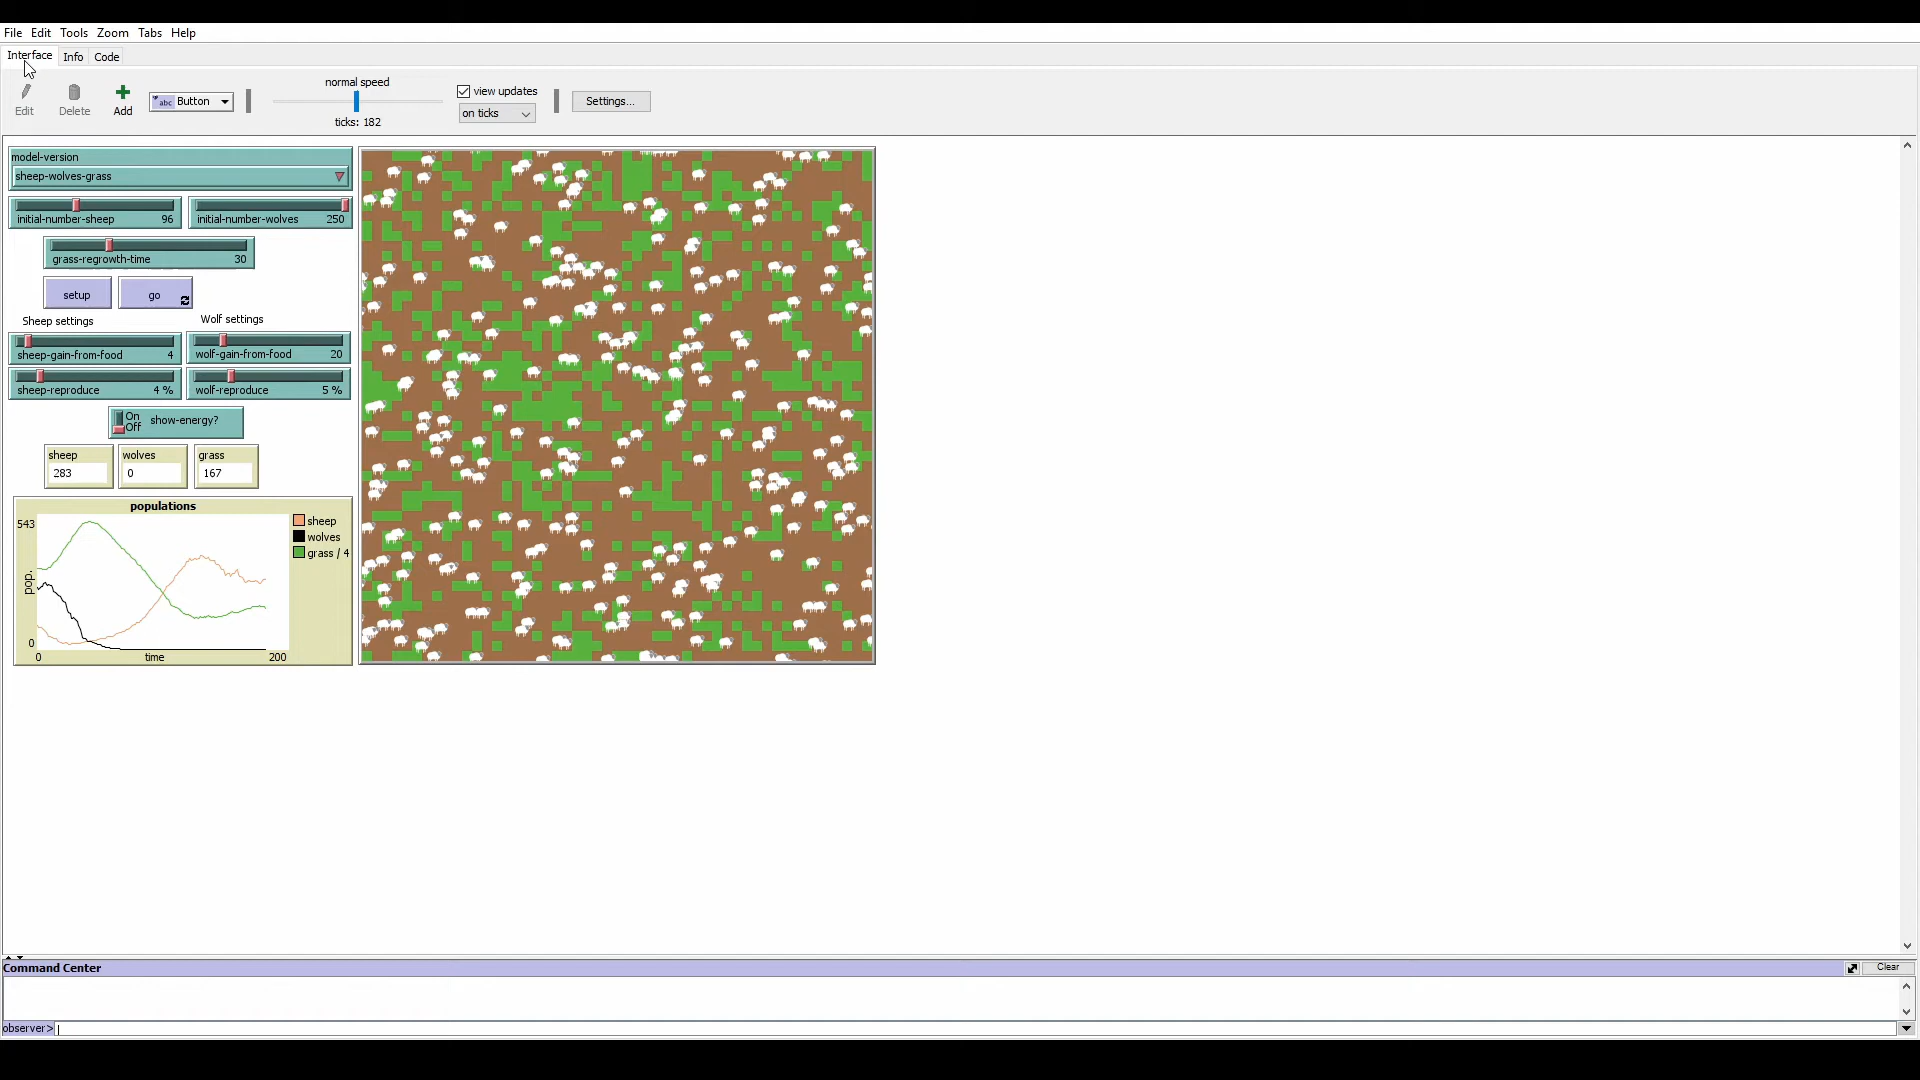 File Edit Tools Zoom Tabs Help
Interface Info Code
Edit Delete Add abc Button normal speed ticks: 182 view updates on ticks Settings...
model-version
sheep-wolves-grass
initial-number-sheep 96 initial-number-wolves 250
grass-regrowth-time 30
setup go
Sheep settings Wolf settings
sheep-gain-from-food 4 wolf-gain-from-food 20
sheep-reproduce 4 % wolf-reproduce 5 %
On
Off show-energy?
sheep wolves grass
283 0 167
populations
543
pop.
0
0 time 200
sheep
wolves
grass / 4
Command Center Clear
observer>